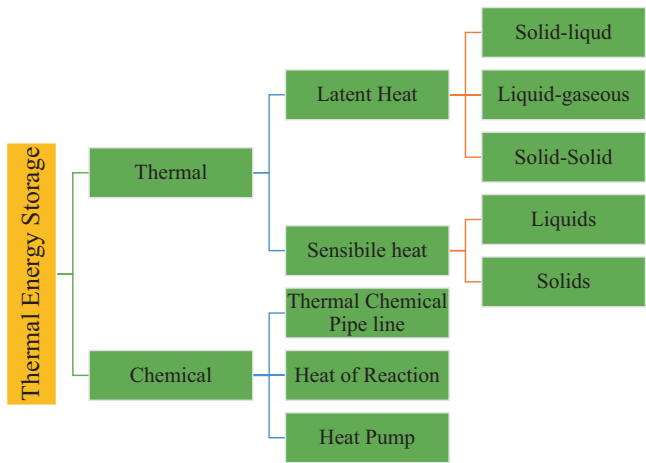 Thermal Energy Storage
Thermal
Latent Heat
Solid-liqud
Liquid-gaseous
Solid-Solid
Sensibile heat
Liquids
Solids
Chemical
Thermal Chemical
Pipe line
Heat of Reaction
Heat Pump